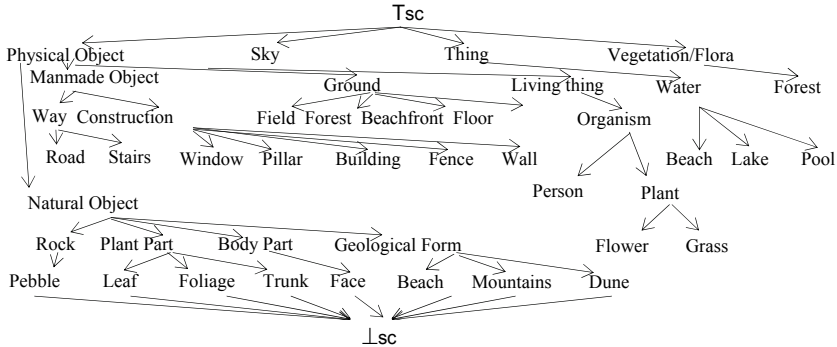 Tsc
Physical Object Sky Thing Vegetation/Flora
Manmade Object Ground Living thing Water Forest
Way Construction Field Forest Beachfront Floor Organism
Road Stairs Window Pillar Building Fence Wall Beach Lake Pool
Person Plant
Natural Object
Rock Plant Part Body Part Geological Form Flower Grass
Pebble Leaf Foliage Trunk Face Beach Mountains Dune
⊥sc